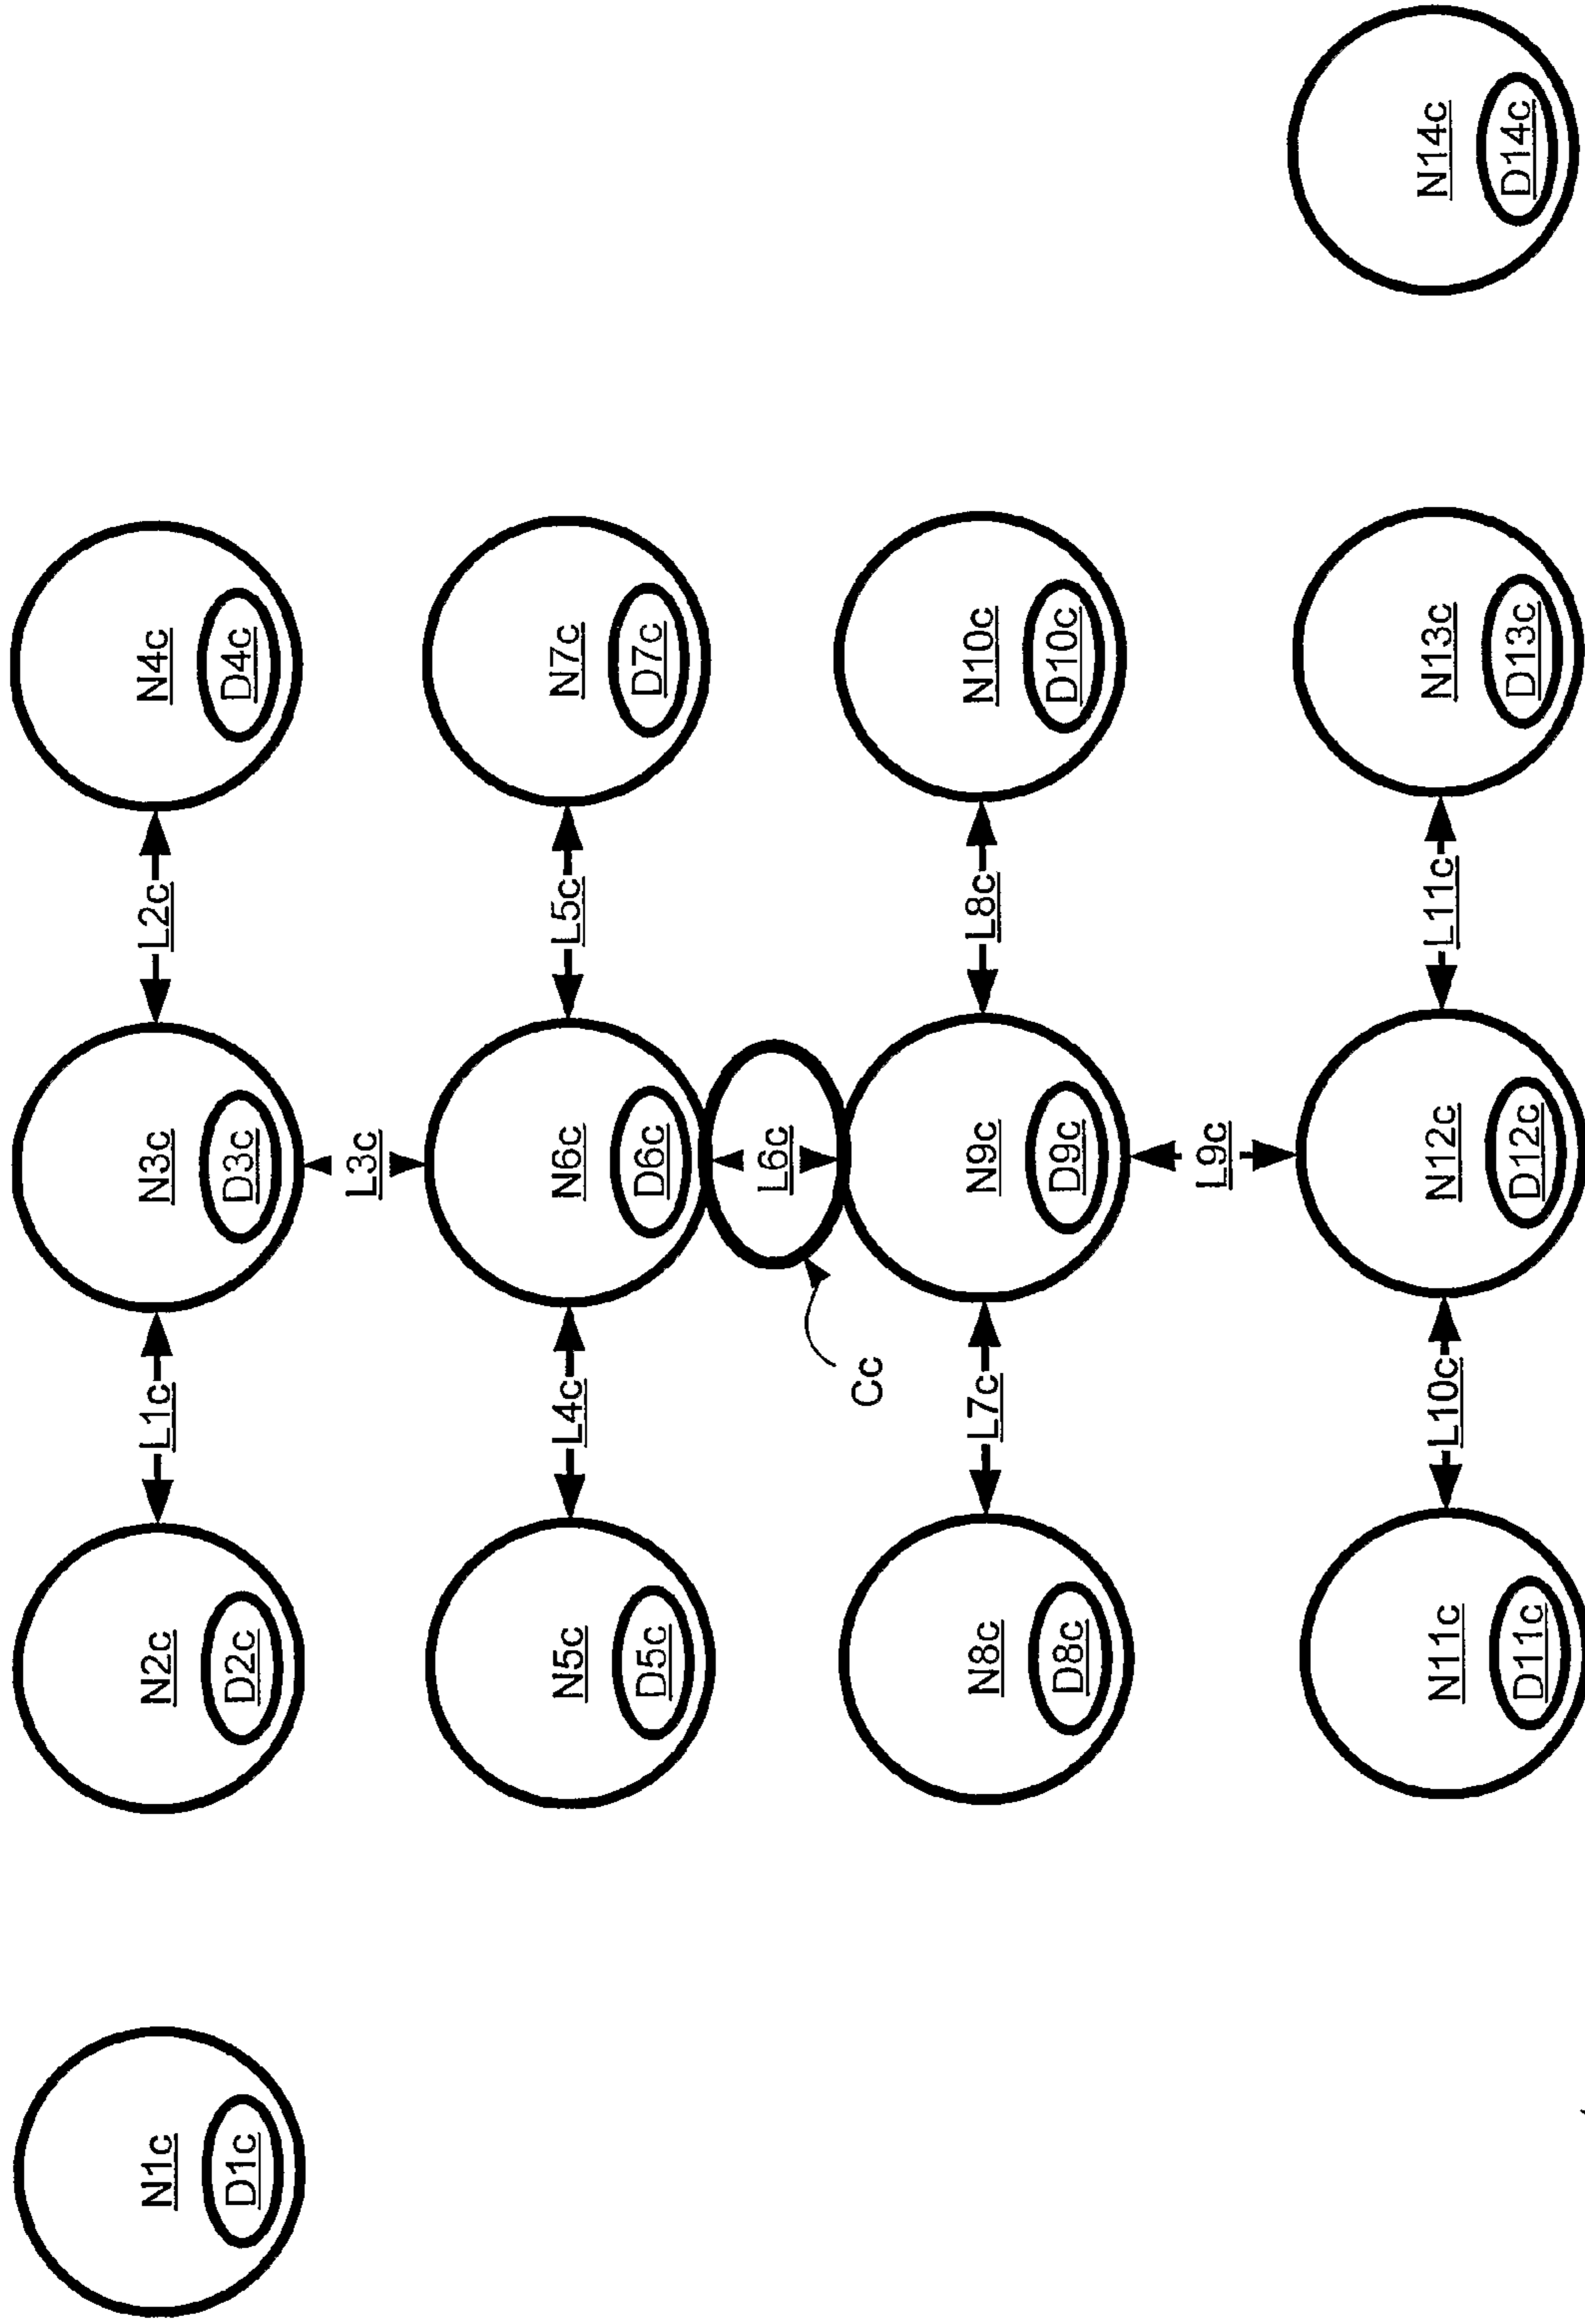 N1c
D1c
N2c
D2c
L1c
N3c
D3c
L2c
N4c
D4c
L3c
N5c
D5c
L4c
N6c
D6c
L5c
N7c
D7c
L6c
Cc
N8c
D8c
L7c
N9c
D9c
L8c
N10c
D10c
L9c
N11c
D11c
L10c
N12c
D12c
L11c
N13c
D13c
N14c
D14c